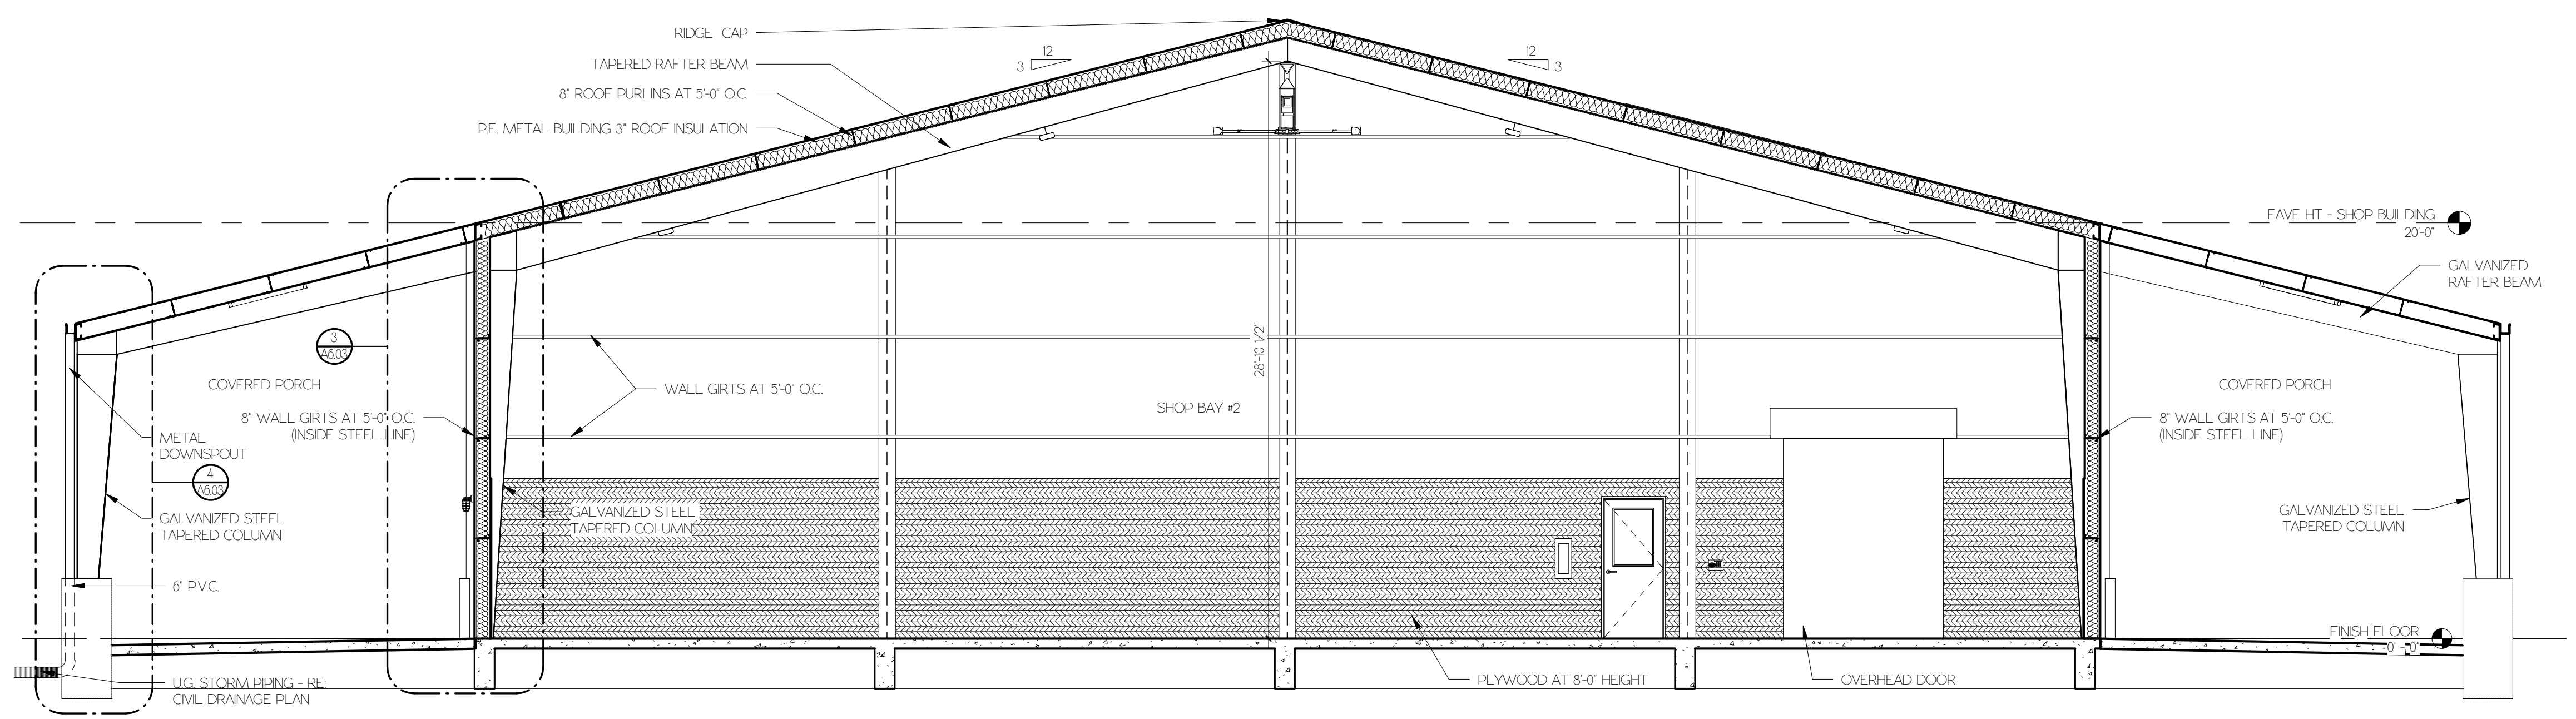 RIDGE CAP
12
3
12
3
TAPERED RAFTER BEAM
8" ROOF PURLINS AT 5'-0" O.C.
P.E. METAL BUILDING 3" ROOF INSULATION
EAVE HT - SHOP BUILDING
20'-0"
GALVANIZED
RAFTER BEAM
3
A6.03
28'-10 1/2"
COVERED PORCH
WALL GIRTS AT 5'-0" O.C.
SHOP BAY #2
COVERED PORCH
8" WALL GIRTS AT 5'-0" O.C.
(INSIDE STEEL LINE)
8" WALL GIRTS AT 5'-0" O.C.
(INSIDE STEEL LINE)
METAL
DOWNSPOUT
4
A6.03
GALVANIZED STEEL
TAPERED COLUMN
GALVANIZED STEEL
TAPERED COLUMN
GALVANIZED STEEL
TAPERED COLUMN
6" P.V.C.
FINISH FLOOR
0' - 0"
U.G. STORM PIPING - RE:
CIVIL DRAINAGE PLAN
PLYWOOD AT 8'-0" HEIGHT
OVERHEAD DOOR